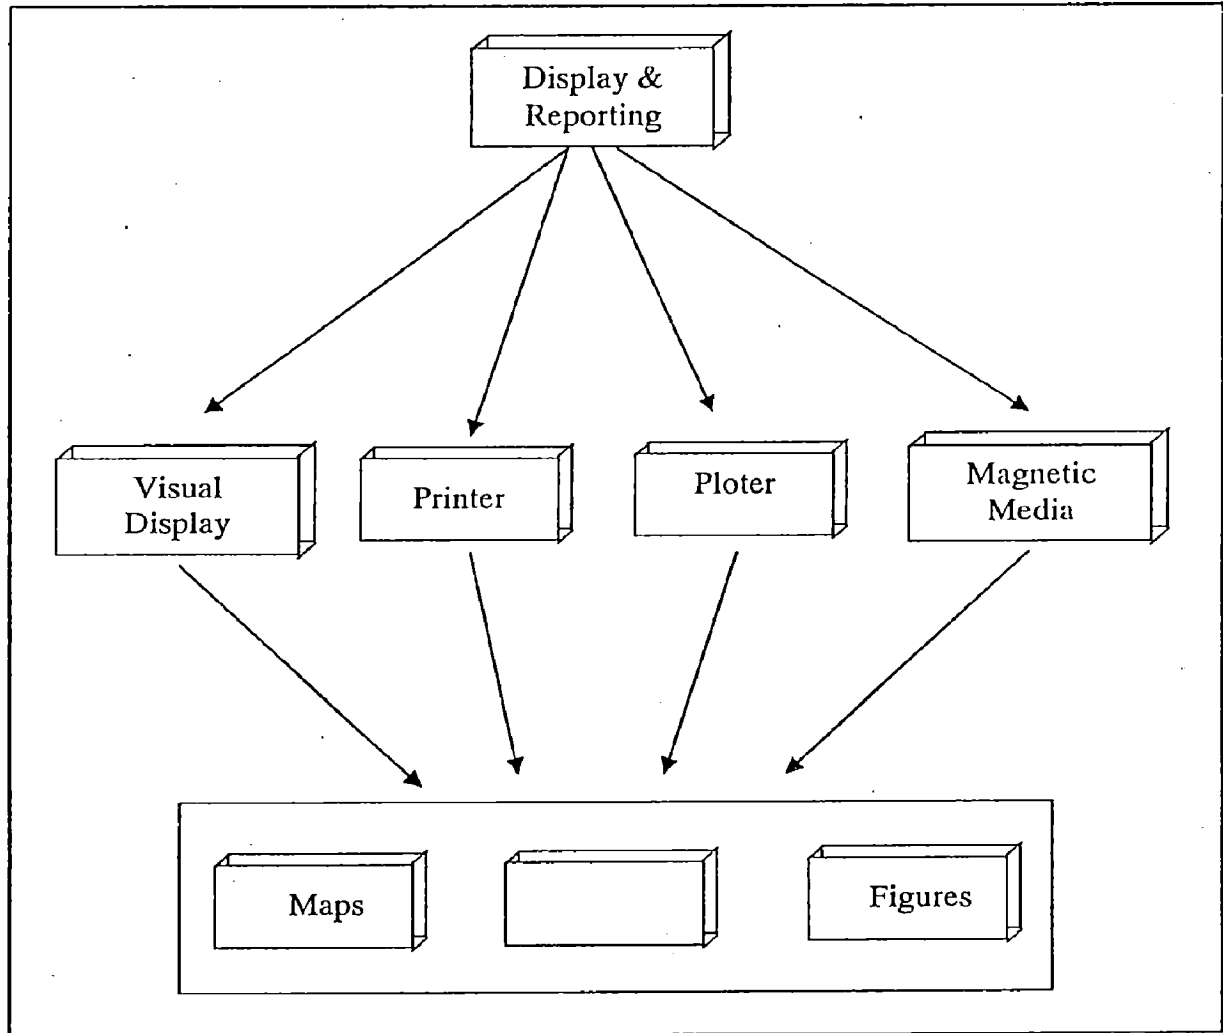 Display &
Reporting
Visual
Display
Printer
Ploter
Magnetic
Media
Maps
Figures